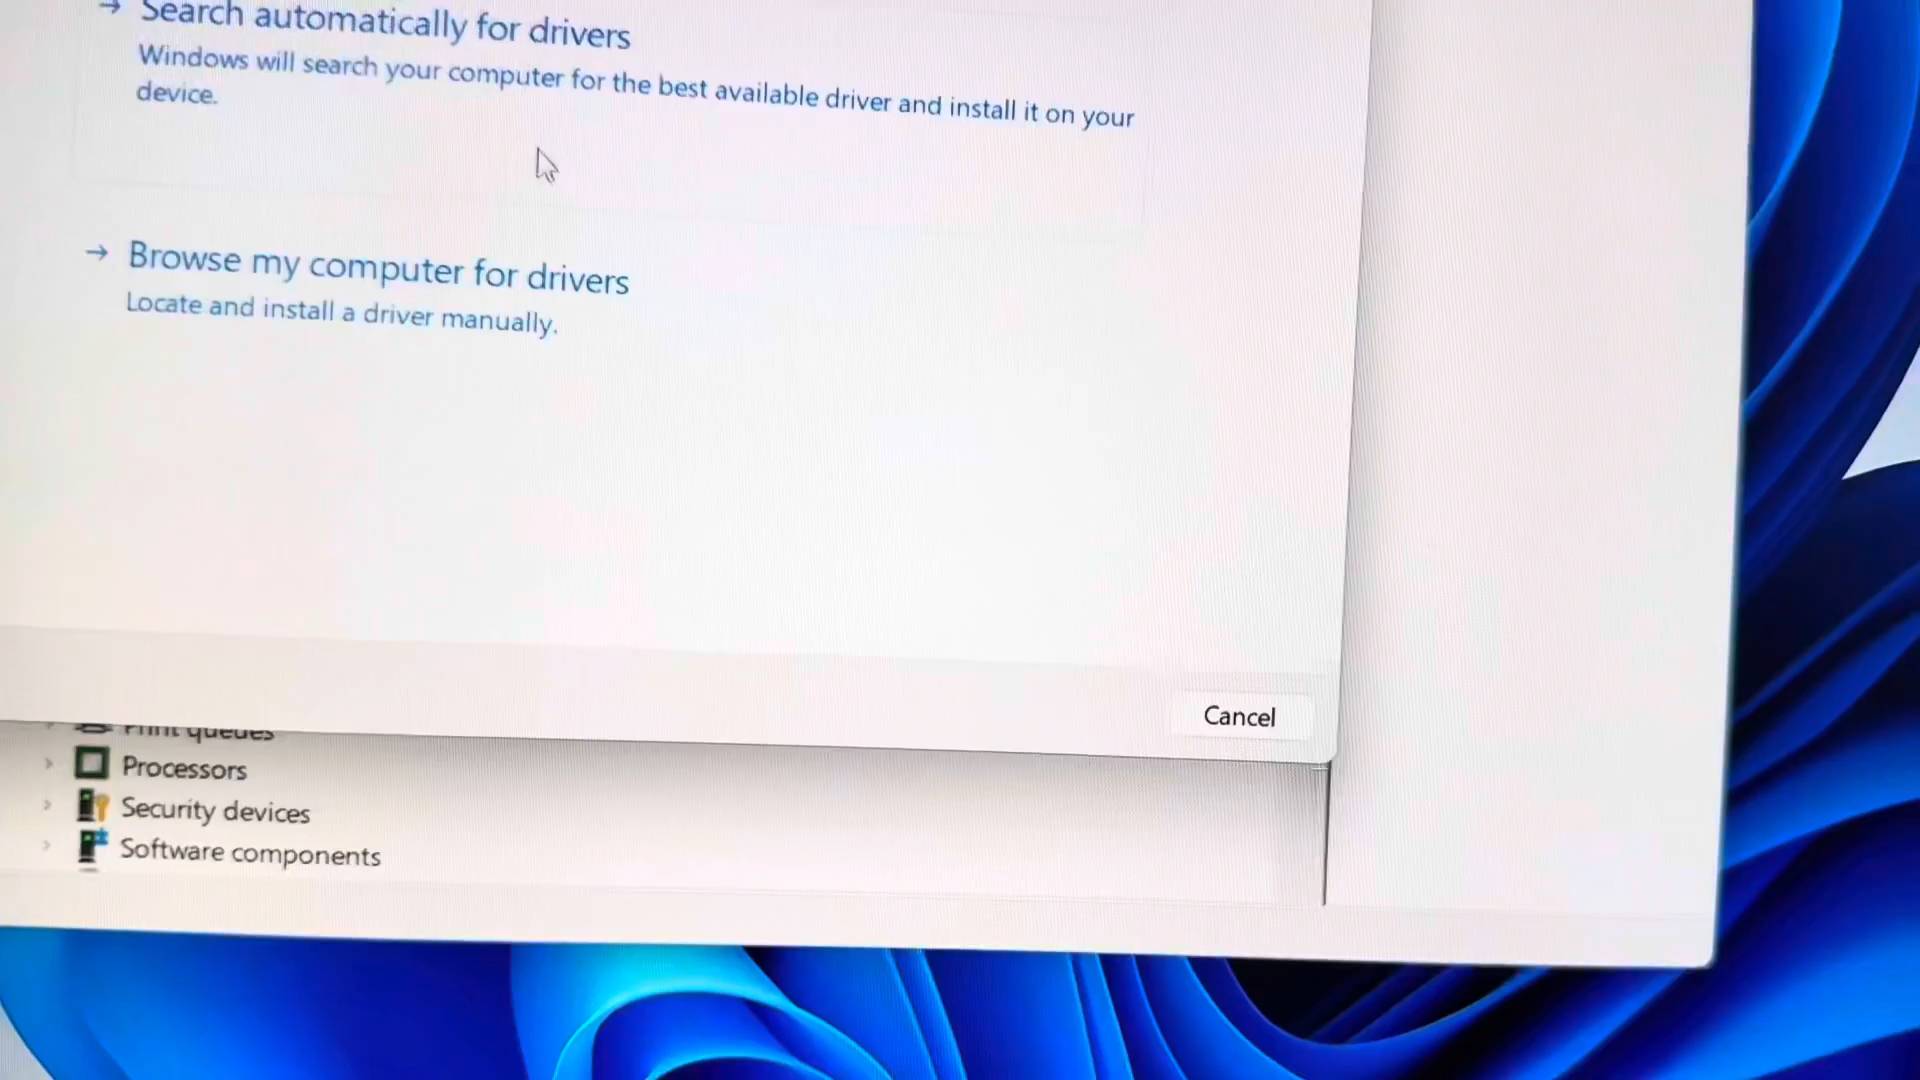 → Search automatically for drivers
Windows will search your computer for the best available driver and install it on your
device.
→ Browse my computer for drivers
Locate and install a driver manually.
Cancel
Print queues
Processors
Security devices
Software components